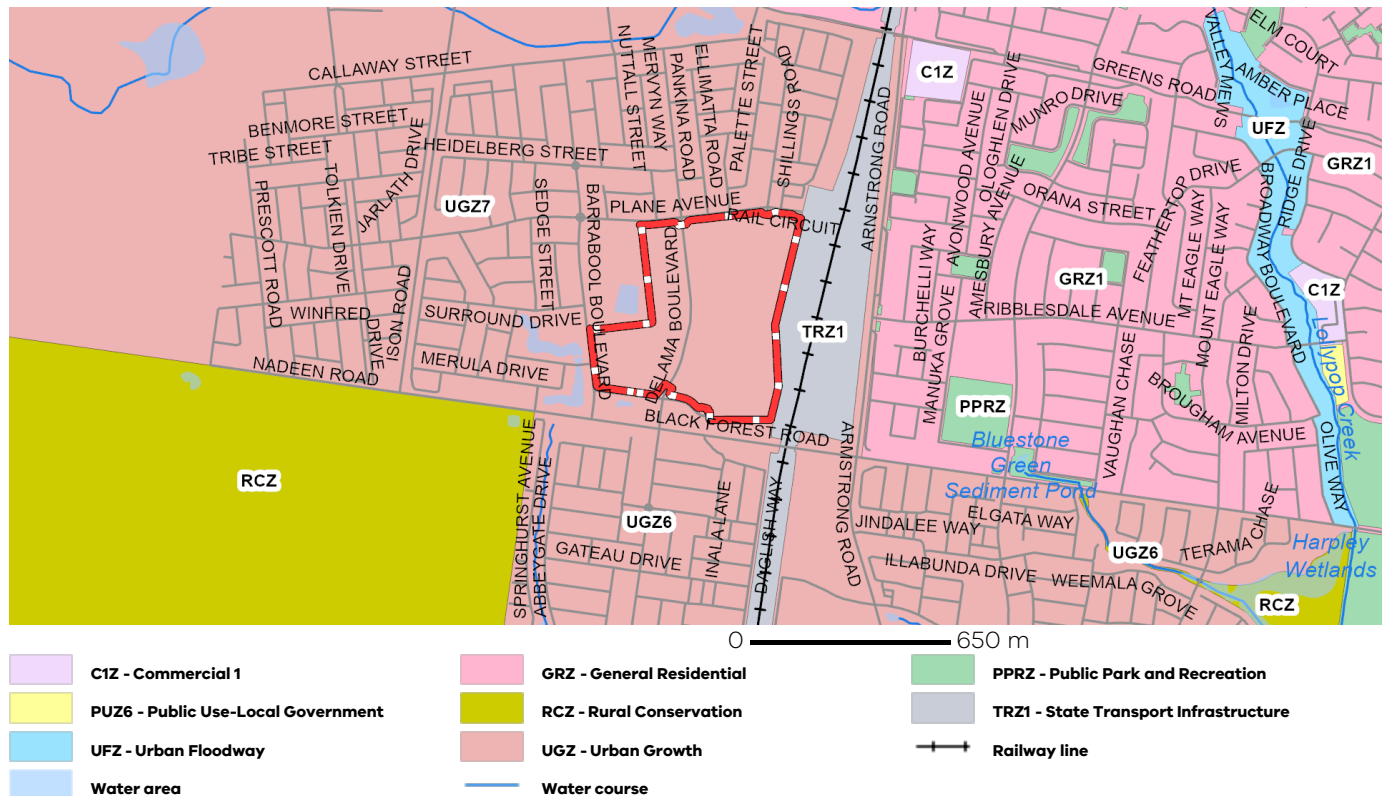 ELM COURT
VALLEY MEWS
AMBER PLACE
GREENS ROAD
CALLAWAY STREET
NUTTALL STREET
MERVYN WAY
PANKINA ROAD
ELLIMATTA ROAD
PALETTE STREET
SHILLINGS ROAD
ARNSTRONG ROAD
C1Z
AVONWOOD AVENUE
OLOGHLEN DRIVE
MUNRO DRIVE
UFZ
RIDGE DRIVE
GRZ1
BENMORE STREET
TRIBE STREET
JARLATH DRIVE
HEIDELBERG STREET
TOLKIEN DRIVE
PRESCOTT ROAD
UGZ7
SEDGE STREET
BARRABOOL BOULEVARD
PLANE AVENUE
RAIL CIRCUIT
AMESBURY AVENUE
ORANA STREET
FEATHERTOP DRIVE
MT EAGLE WAY
MOUNT EAGLE WAY
BROADWAY BOULEVARD
BURCHELLI WAY
MANUKA GROVE
GRZ1
RIBBLESDALE AVENUE
C1Z
Lollypop Creek
DELAMA BOULEVARD
TRZ1
WINFRED DRIVE
ISON ROAD
SURROUND DRIVE
MERULA DRIVE
NADEEN ROAD
BLACK FOREST ROAD
PPRZ
VAUGHAN CHASE
BROUGHAM AVENUE
MILTON DRIVE
OLIVE WAY
Bluestone
Green
Sediment Pond
RCZ
SPRINGHURST AVENUE
ABBEYGATE DRIVE
UGZ6
GATEAU DRIVE
INALA LANE
DAGLISH WAY
ARMSTRONG ROAD
JINDALEE WAY
ELGATA WAY
ILLABUNDA DRIVE
WEEMALA GROVE
UGZ6
TERAMA CHASE
Harpley
Wetlands
RCZ
0 650 m
C1Z - Commercial 1
PUZ6 - Public Use-Local Government
UFZ - Urban Floodway
Water area
GRZ - General Residential
RCZ - Rural Conservation
UGZ - Urban Growth
Water course
PPRZ - Public Park and Recreation
TRZ1 - State Transport Infrastructure
Railway line